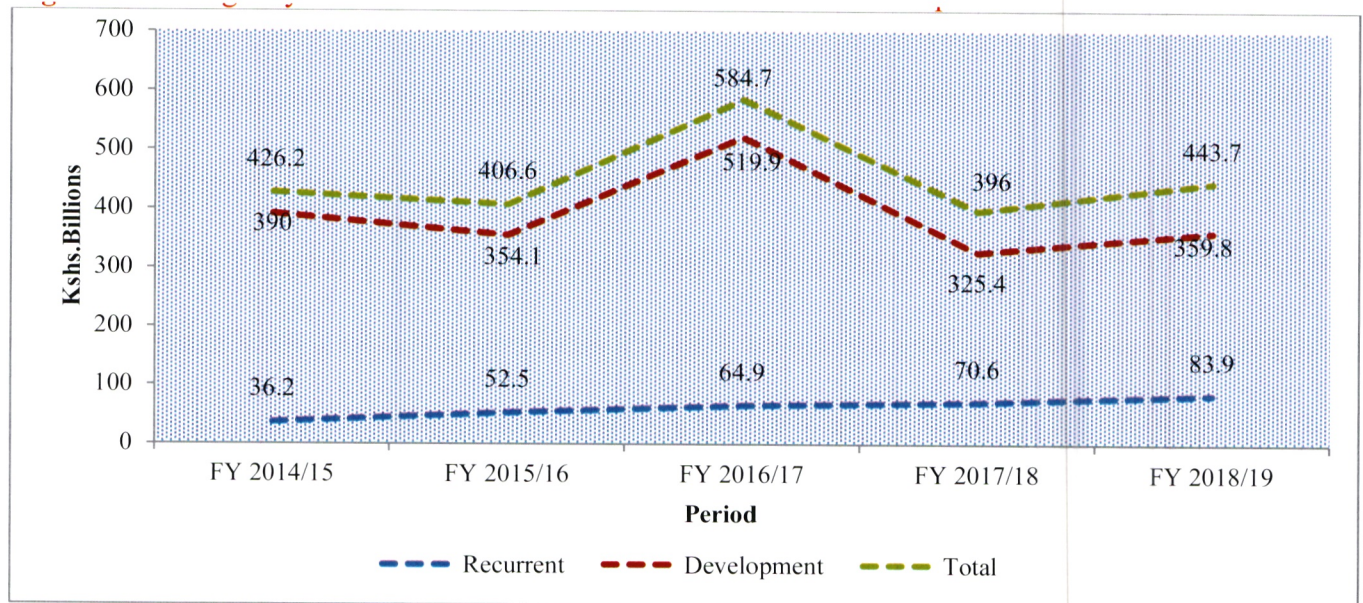 700
600
500
400
300
200
100
0
Kshs.Billions
426.2
406.6
584.7
396
443.7
390
354.1
519.9
325.4
359.8
36.2
52.5
64.9
70.6
83.9
FY 2014/15
FY 2015/16
FY 2016/17
FY 2017/18
FY 2018/19
Period
Recurrent
Development
Total